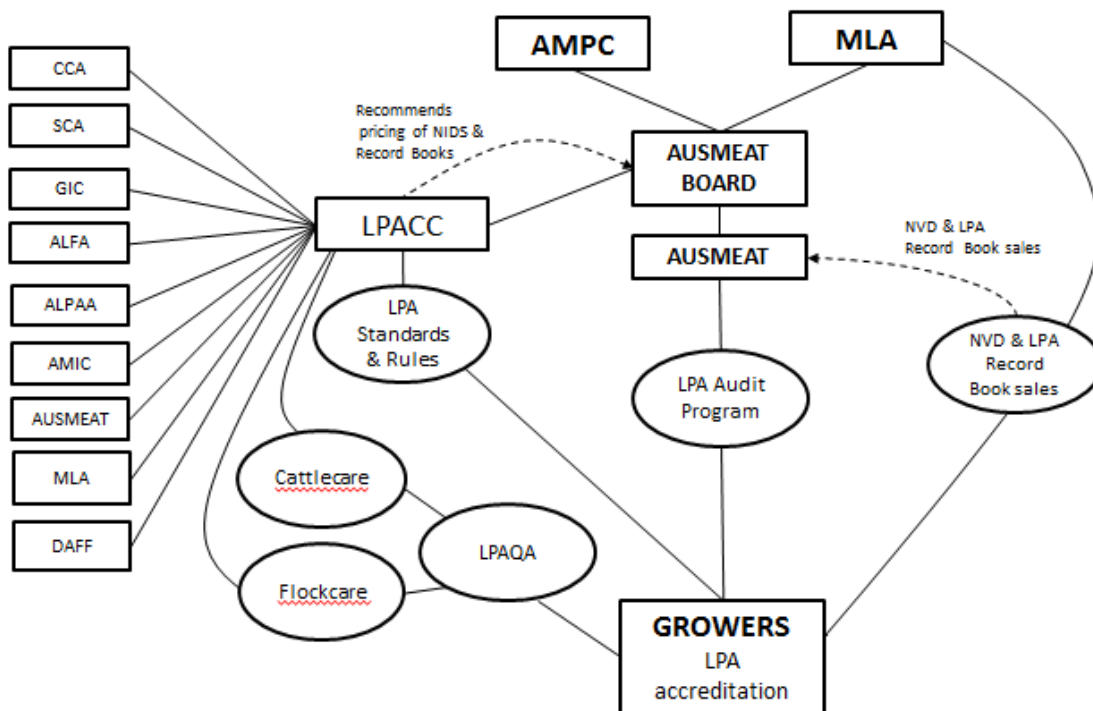 AMPC
MLA
CCA
SCA
GIC
ALFA
ALPAA
AMIC
AUSMEAT
MLA
DAFF
Recommends
pricing of NIDS &
Record Books
LPACC
AUSMEAT
BOARD
AUSMEAT
NVD & LPA
Record Book sales
LPA
Standards
& Rules
LPA Audit
Program
NVD & LPA
Record
Book sales
Cattlecare
LPAQA
Flockcare
GROWERS
LPA
accreditation